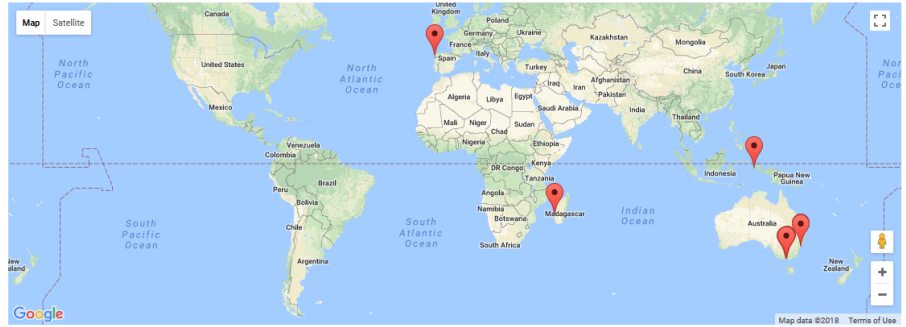 Map Satellite
Canada
United
Kingdom
Poland
Germany
Ukraine
Kazakhstan
Mongolia
France
Italy
Spain
Turkey
North
Pacific
Ocean
United States
North
Atlantic
Ocean
Iraq
Iran
Afghanistan
Pakistan
China
South Korea
Japan
Mexico
Algeria
Libya
Egypt
Saudi Arabia
India
Thailand
Mali
Niger
Chad
Sudan
Nigeria
Ethiopia
Venezuela
Colombia
DR Congo
Kenya
Tanzania
Indonesia
Papua New
Guinea
Peru
Brazil
Bolivia
Angola
Namibia
Botswana
Madagascar
South
Pacific
Ocean
Chile
South
Atlantic
Ocean
Indian
Ocean
Australia
South Africa
Argentina
New
Zealand
Google
Map data ©2018 Terms of Use